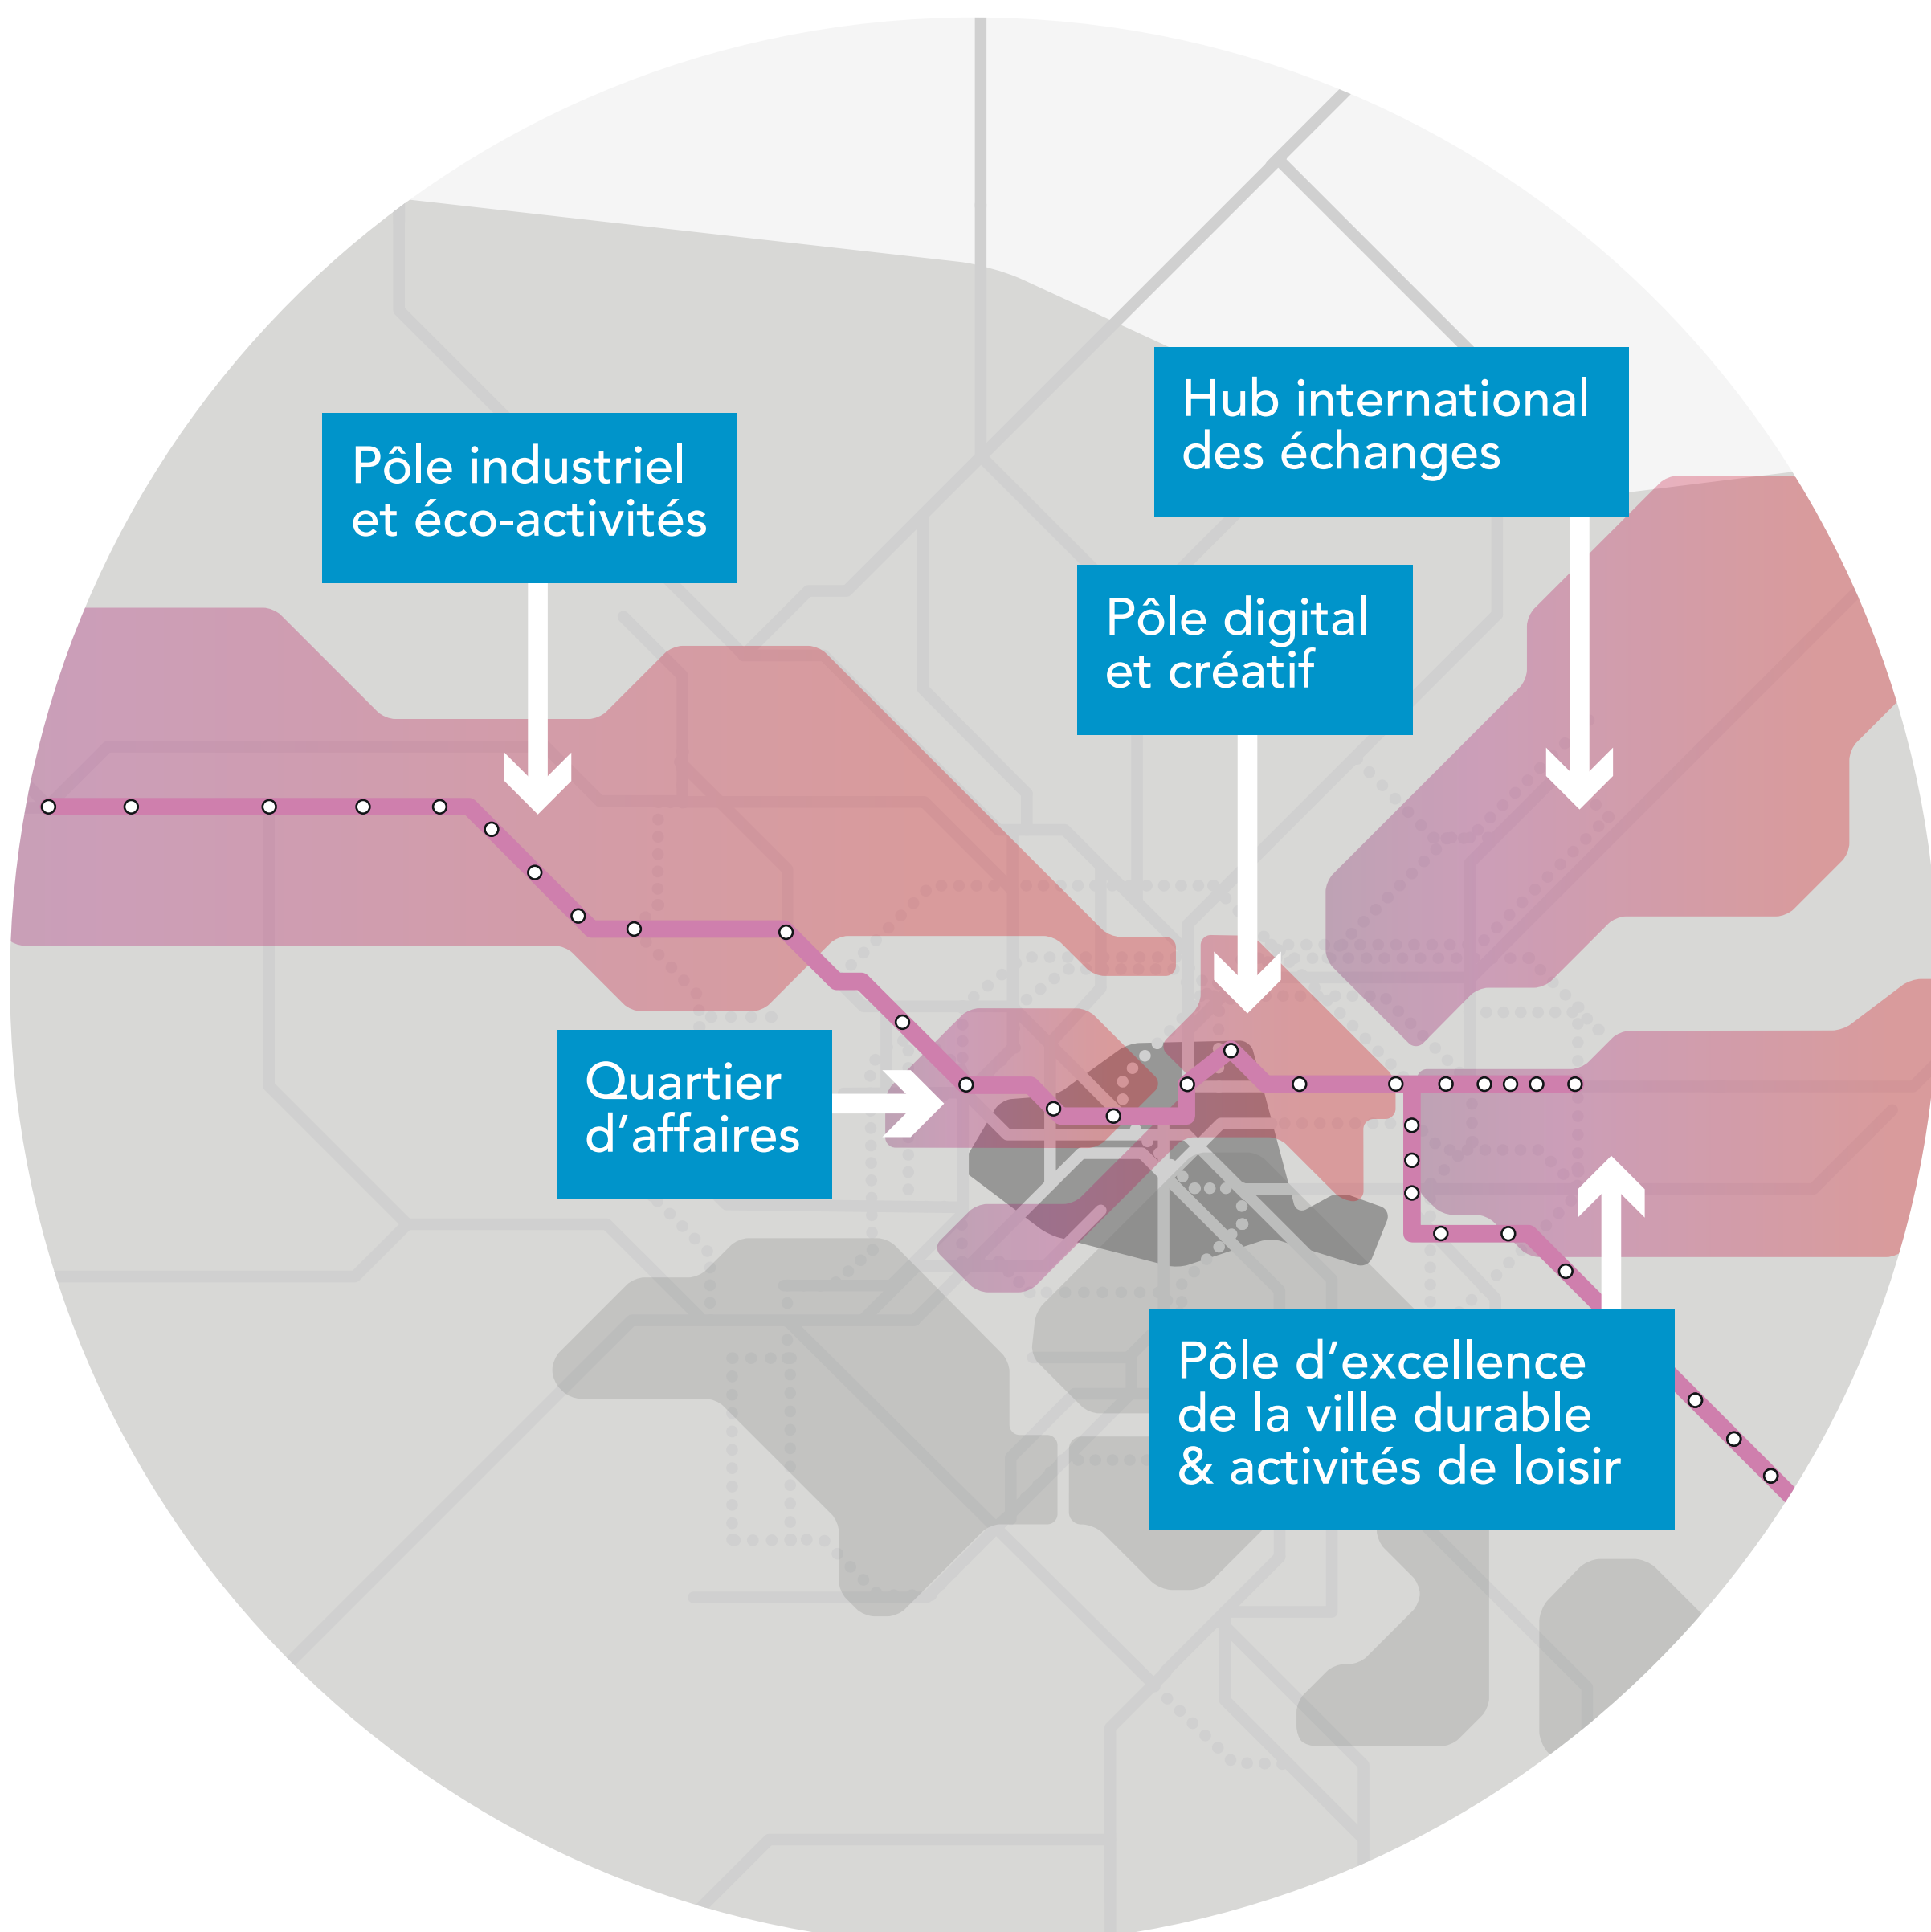 Hub international
des échanges
Pôle industriel
et éco-activités
Pôle digital
et créatif
Quartier
d’affaires
Pôle d’excellence
de la ville durable
& activités de loisir